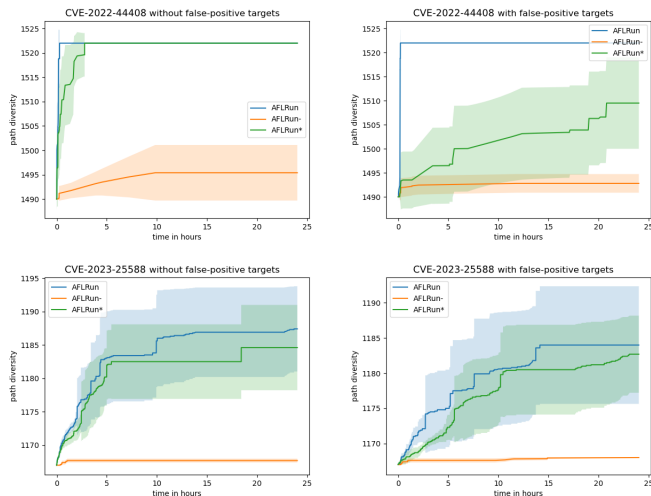 CVE-2022-44408 without false-positive targets
path diversity
1525
1520
1515
1510
1505
1500
1495
1490
AFLRun
AFLRun-
AFLRun*
0
5
10
15
20
25
time in hours
CVE-2022-44408 with false-positive targets
path diversity
1525
1520
1515
1510
1505
1500
1495
1490
AFLRun
AFLRun-
AFLRun*
0
5
10
15
20
25
time in hours
CVE-2023-25588 without false-positive targets
path diversity
1195
1190
1185
1180
1175
1170
AFLRun
AFLRun-
AFLRun*
0
5
10
15
20
25
time in hours
CVE-2023-25588 with false-positive targets
path diversity
1190
1185
1180
1175
1170
AFLRun
AFLRun-
AFLRun*
0
5
10
15
20
25
time in hours